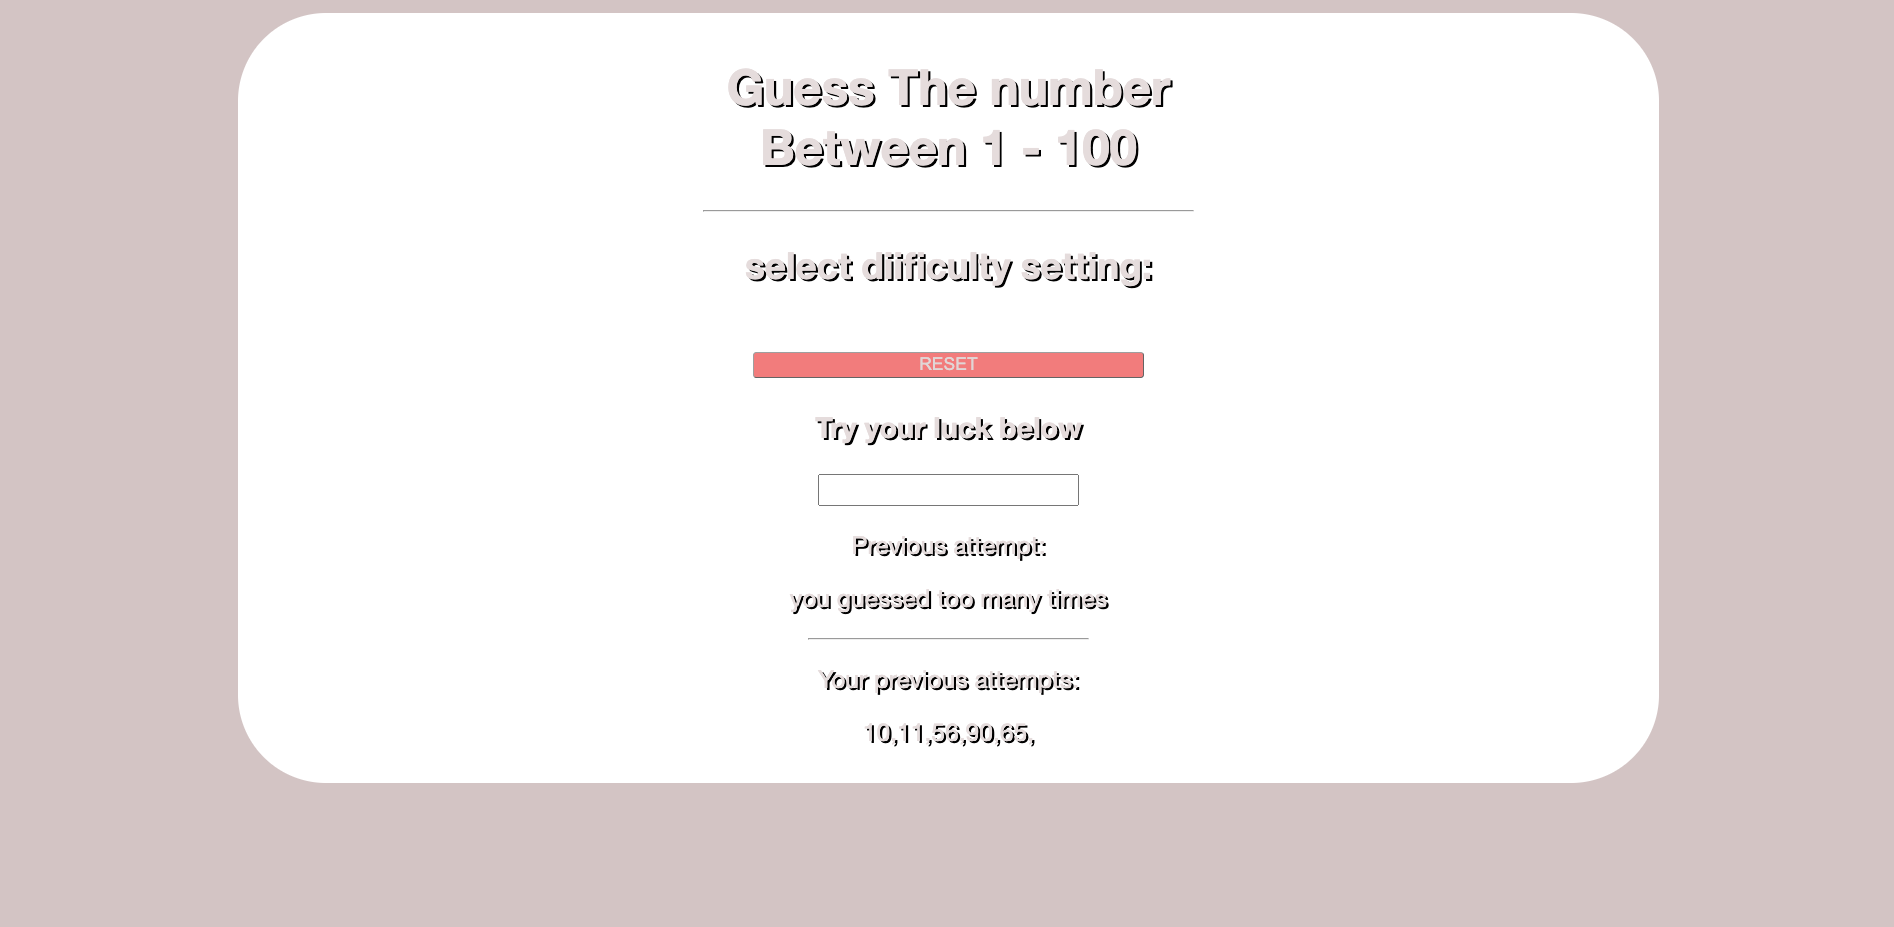 Guess The number
Between 1 - 100
select diificulty setting:
RESET
Try your luck below
Previous attempt:
you guessed too many times
Your previous attempts:
10,11,56,90,65,